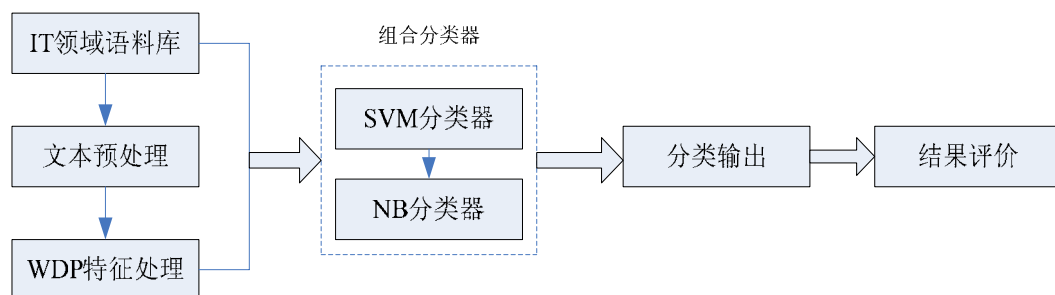 IT领域语料库
文本预处理
WDP特征处理
组合分类器
SVM分类器
NB分类器
分类输出
结果评价